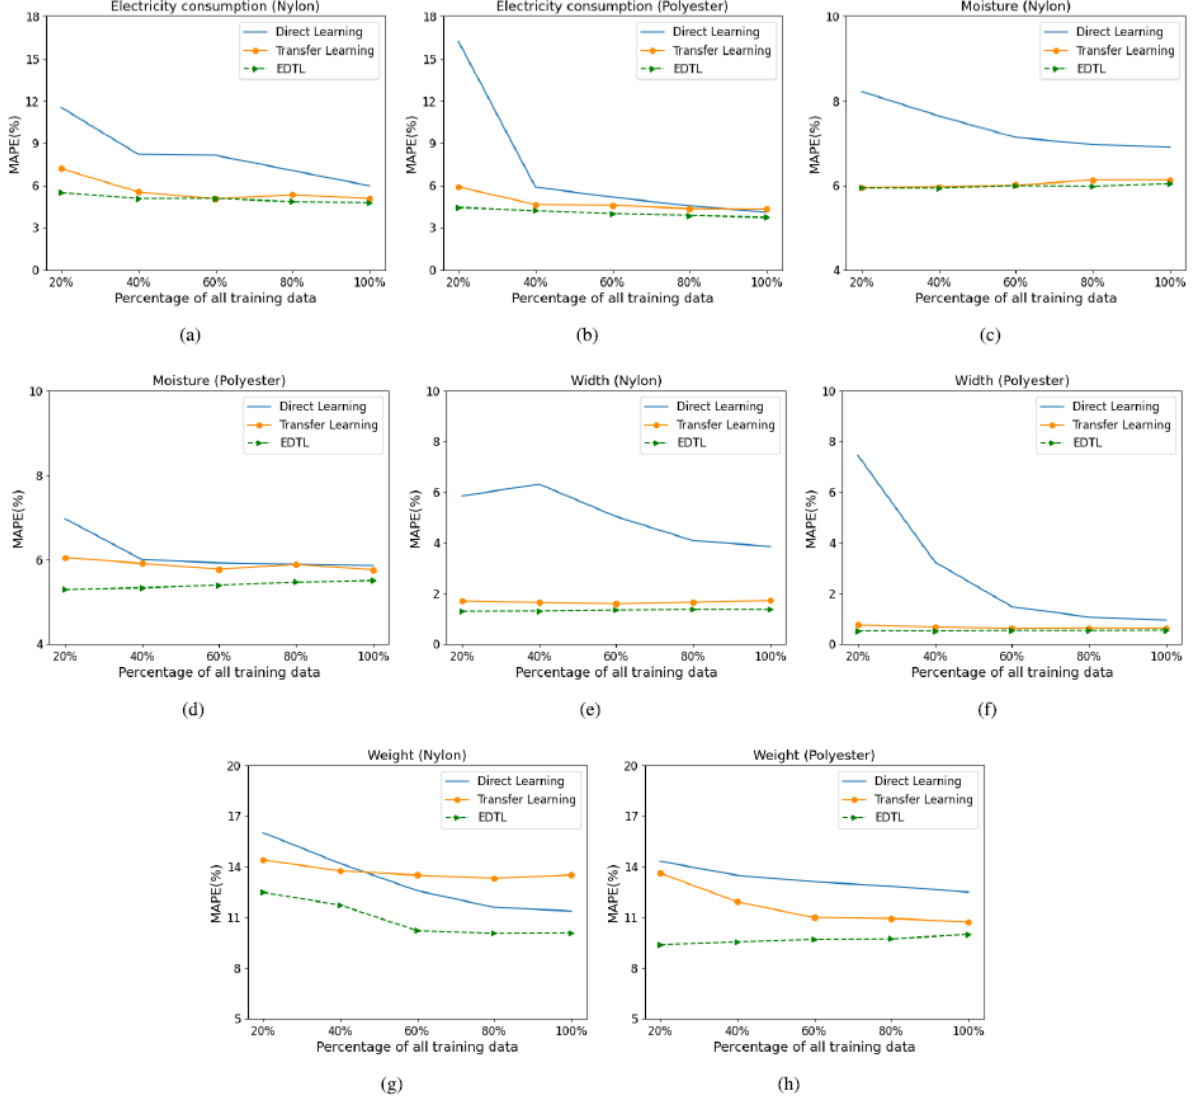 Electricity consumption (Nylon)
18
15
12
9
6
3
0
MAPE(%)
Direct Learning
Transfer Learning
EDTL
20%
40%
60%
80%
100%
Percentage of all training data
(a)
Electricity consumption (Polyester)
18
15
12
9
6
3
0
MAPE(%)
Direct Learning
Transfer Learning
EDTL
20%
40%
60%
80%
100%
Percentage of all training data
(b)
Moisture (Nylon)
10
8
6
4
MAPE(%)
Direct Learning
Transfer Learning
EDTL
20%
40%
60%
80%
100%
Percentage of all training data
(c)
Moisture (Polyester)
10
8
6
4
MAPE(%)
Direct Learning
Transfer Learning
EDTL
20%
40%
60%
80%
100%
Percentage of all training data
(d)
Width (Nylon)
10
8
6
4
2
0
MAPE(%)
Direct Learning
Transfer Learning
EDTL
20%
40%
60%
80%
100%
Percentage of all training data
(e)
Width (Polyester)
10
8
6
4
2
0
MAPE(%)
Direct Learning
Transfer Learning
EDTL
20%
40%
60%
80%
100%
Percentage of all training data
(f)
Weight (Nylon)
20
17
14
11
8
5
MAPE(%)
Direct Learning
Transfer Learning
EDTL
20%
40%
60%
80%
100%
Percentage of all training data
(g)
Weight (Polyester)
20
17
14
11
8
5
MAPE(%)
Direct Learning
Transfer Learning
EDTL
20%
40%
60%
80%
100%
Percentage of all training data
(h)